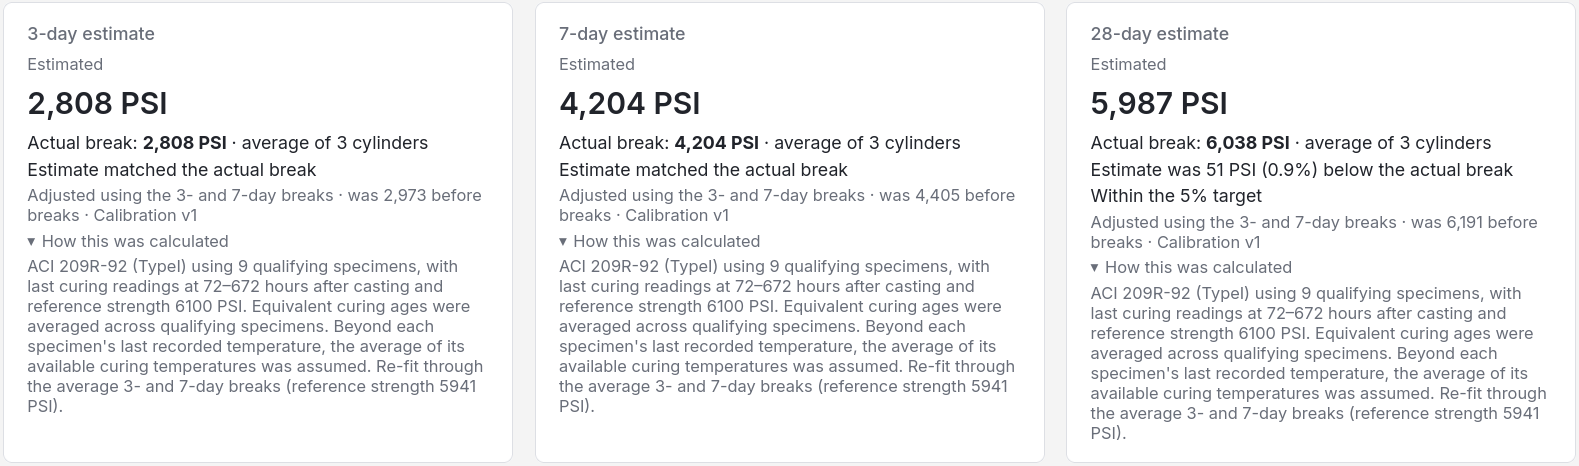 3-day estimate
Estimated
2,808 PSI
Actual break: 2,808 PSI · average of 3 cylinders
Estimate matched the actual break
Adjusted using the 3- and 7-day breaks · was 2,973 before
breaks · Calibration v1
▾ How this was calculated
ACI 209R-92 (TypeI) using 9 qualifying specimens, with
last curing readings at 72–672 hours after casting and
reference strength 6100 PSI. Equivalent curing ages were
averaged across qualifying specimens. Beyond each
specimen's last recorded temperature, the average of its
available curing temperatures was assumed. Re-fit through
the average 3- and 7-day breaks (reference strength 5941
PSI).
7-day estimate
Estimated
4,204 PSI
Actual break: 4,204 PSI · average of 3 cylinders
Estimate matched the actual break
Adjusted using the 3- and 7-day breaks · was 4,405 before
breaks · Calibration v1
▾ How this was calculated
ACI 209R-92 (TypeI) using 9 qualifying specimens, with
last curing readings at 72–672 hours after casting and
reference strength 6100 PSI. Equivalent curing ages were
averaged across qualifying specimens. Beyond each
specimen's last recorded temperature, the average of its
available curing temperatures was assumed. Re-fit through
the average 3- and 7-day breaks (reference strength 5941
PSI).
28-day estimate
Estimated
5,987 PSI
Actual break: 6,038 PSI · average of 3 cylinders
Estimate was 51 PSI (0.9%) below the actual break
Within the 5% target
Adjusted using the 3- and 7-day breaks · was 6,191 before
breaks · Calibration v1
▾ How this was calculated
ACI 209R-92 (TypeI) using 9 qualifying specimens, with
last curing readings at 72–672 hours after casting and
reference strength 6100 PSI. Equivalent curing ages were
averaged across qualifying specimens. Beyond each
specimen's last recorded temperature, the average of its
available curing temperatures was assumed. Re-fit through
the average 3- and 7-day breaks (reference strength 5941
PSI).